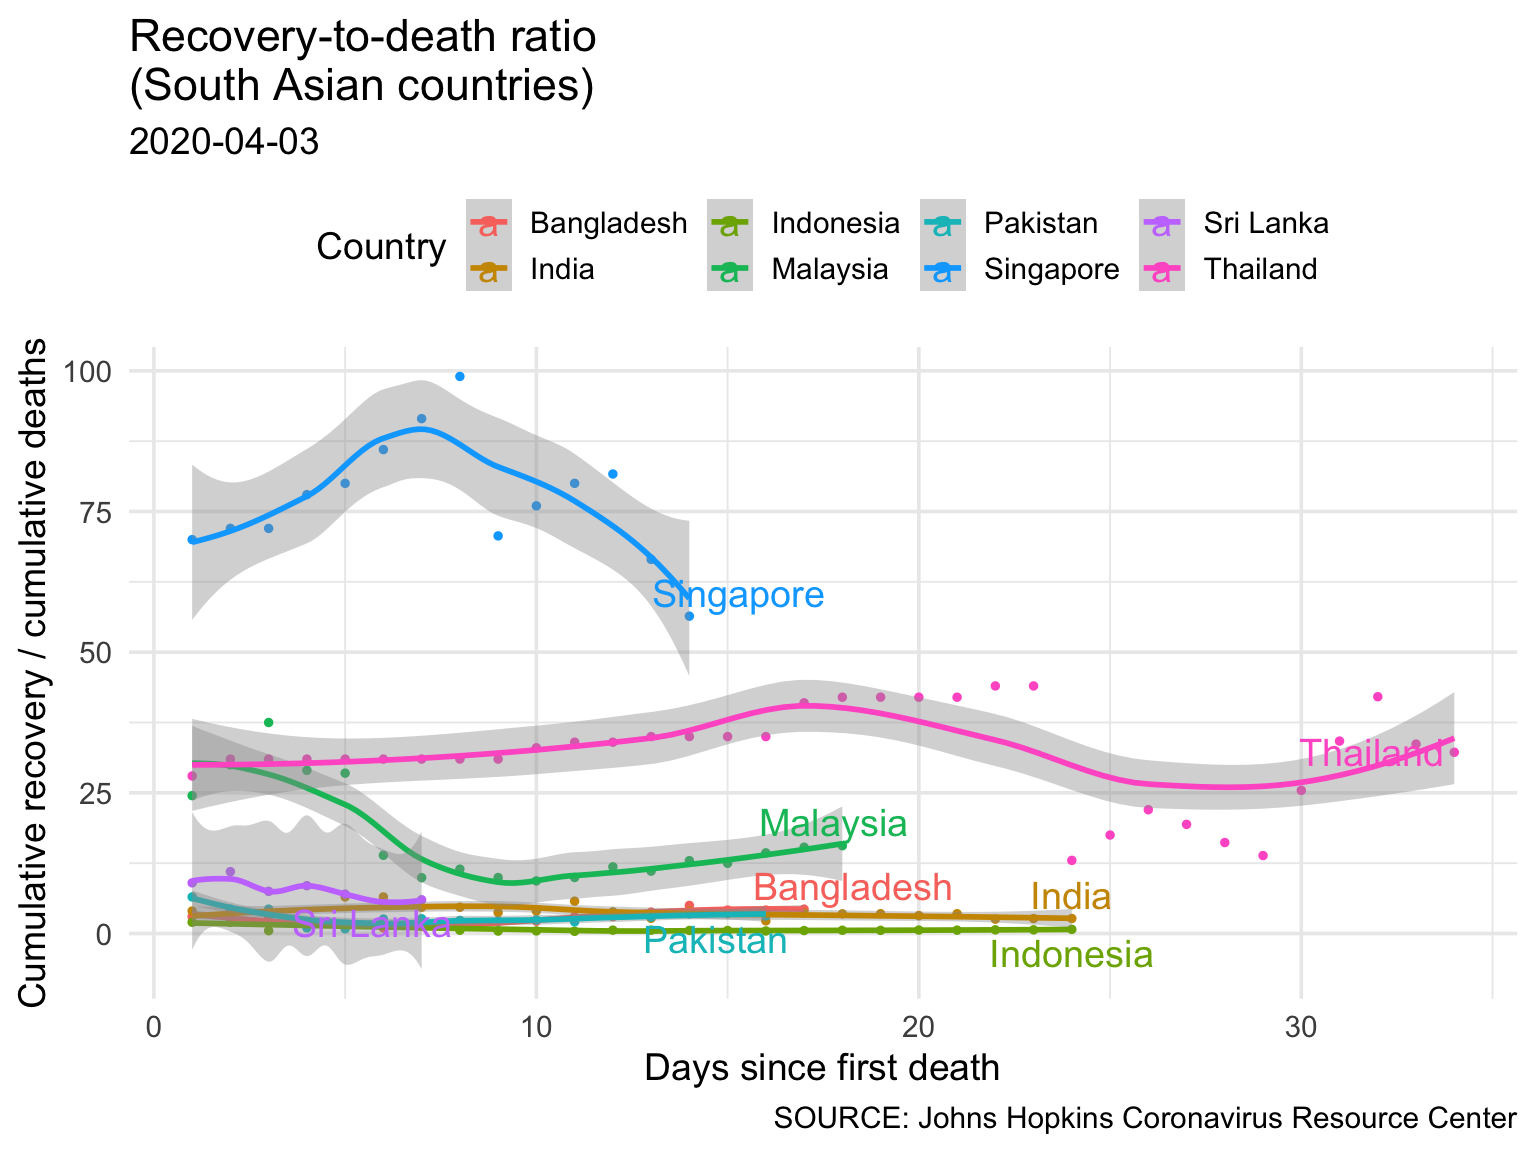 Recovery-to-death ratio
(South Asian countries)
2020-04-03
Country
a Bangladesh a Indonesia a Pakistan a Sri Lanka
a India a Malaysia a Singapore a Thailand
Cumulative recovery / cumulative deaths
100
75
50
25
0
Singapore
Thailand
Malaysia
Bangladesh
India
Sri Lanka
Pakistan
Indonesia
0 10 20 30
Days since first death
SOURCE: Johns Hopkins Coronavirus Resource Center